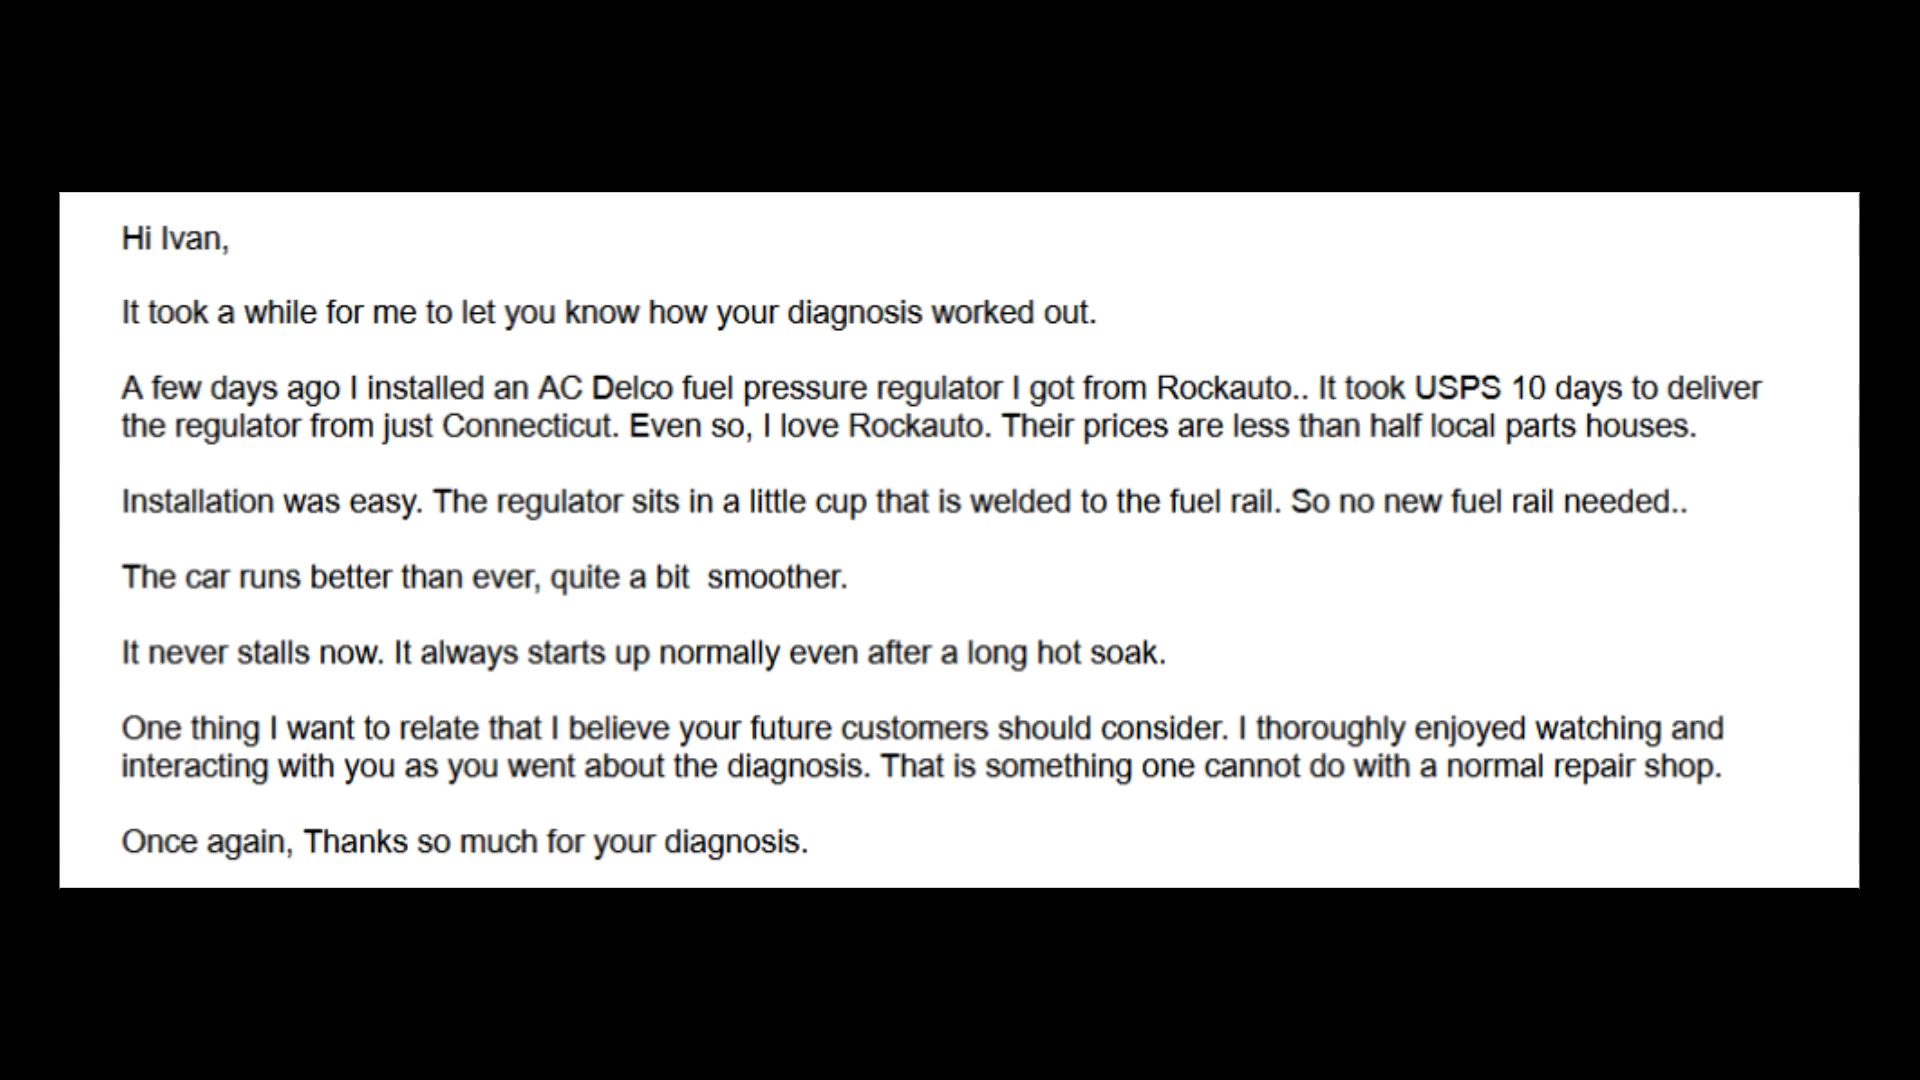 Hi Ivan,
It took a while for me to let you know how your diagnosis worked out.
A few days ago I installed an AC Delco fuel pressure regulator I got from Rockauto.. It took USPS 10 days to deliver
the regulator from just Connecticut. Even so, I love Rockauto. Their prices are less than half local parts houses.
Installation was easy. The regulator sits in a little cup that is welded to the fuel rail. So no new fuel rail needed..
The car runs better than ever, quite a bit  smoother.
It never stalls now. It always starts up normally even after a long hot soak.
One thing I want to relate that I believe your future customers should consider. I thoroughly enjoyed watching and
interacting with you as you went about the diagnosis. That is something one cannot do with a normal repair shop.
Once again, Thanks so much for your diagnosis.